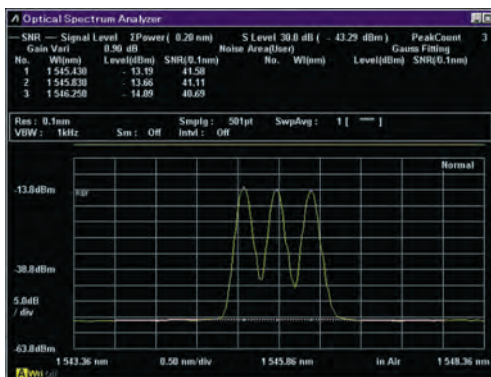 Optical Spectrum Analyzer
SNR — Signal Level ΣPower( 0.20 nm) S Level 30.0 dB ( - 43.29 dBm ) PeakCount 3
Gain Vari 0.90 dB Noise Area(User) Gauss Fitting
No. Wl(nm) Level(dBm) SNR(/0.1nm) No. Wl(nm) Level(dBm) SNR(/0.1nm)
1 1 545.430 - 13.19 41.58
2 1 545.830 - 13.66 41.11
3 1 546.250 - 14.09 40.69
Res : 0.1nm Smplg : 501pt SwpAvg : 1 [ ]
VBW : 1kHz Sm : Off Intvl : Off
Normal
-13.8dBm
-38.8dBm
5.0dB
/ div
-63.8dBm
1 543.36 nm 0.50 nm/div 1 545.86 nm in Air 1 548.36 nm
A Wri